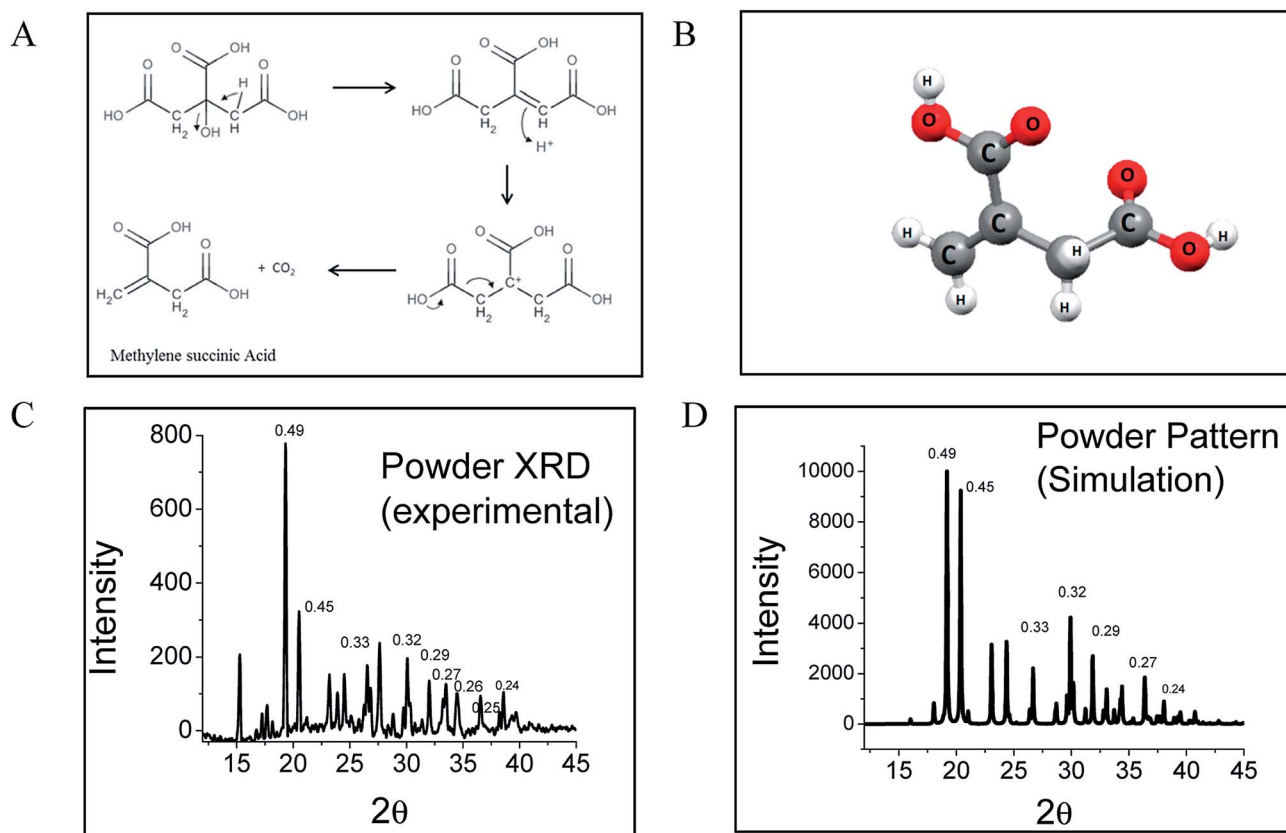 A
O
OH
O
H
O
HO
C
H₂
C
H
OH
OH
O
OH
O
O
HO
C
H₂
C
H
OH
H⁺
O
OH
O
H₂C
C
H₂
OH
+ CO₂
O
OH
O
O
HO
C
H₂
C⁺
C
H₂
OH
Methylene succinic Acid
B
H
O
O
C
O
C
C
H
H
O
C
H
H
H
C
Powder XRD
(experimental)
Intensity
800
600
400
200
0
0.49
0.45
0.33
0.32
0.29
0.27
0.26
0.25
0.24
15 20 25 30 35 40 45
2θ
D
Powder Pattern
(Simulation)
Intensity
10000
8000
6000
4000
2000
0
0.49
0.45
0.33
0.32
0.29
0.27
0.24
15 20 25 30 35 40 45
2θ